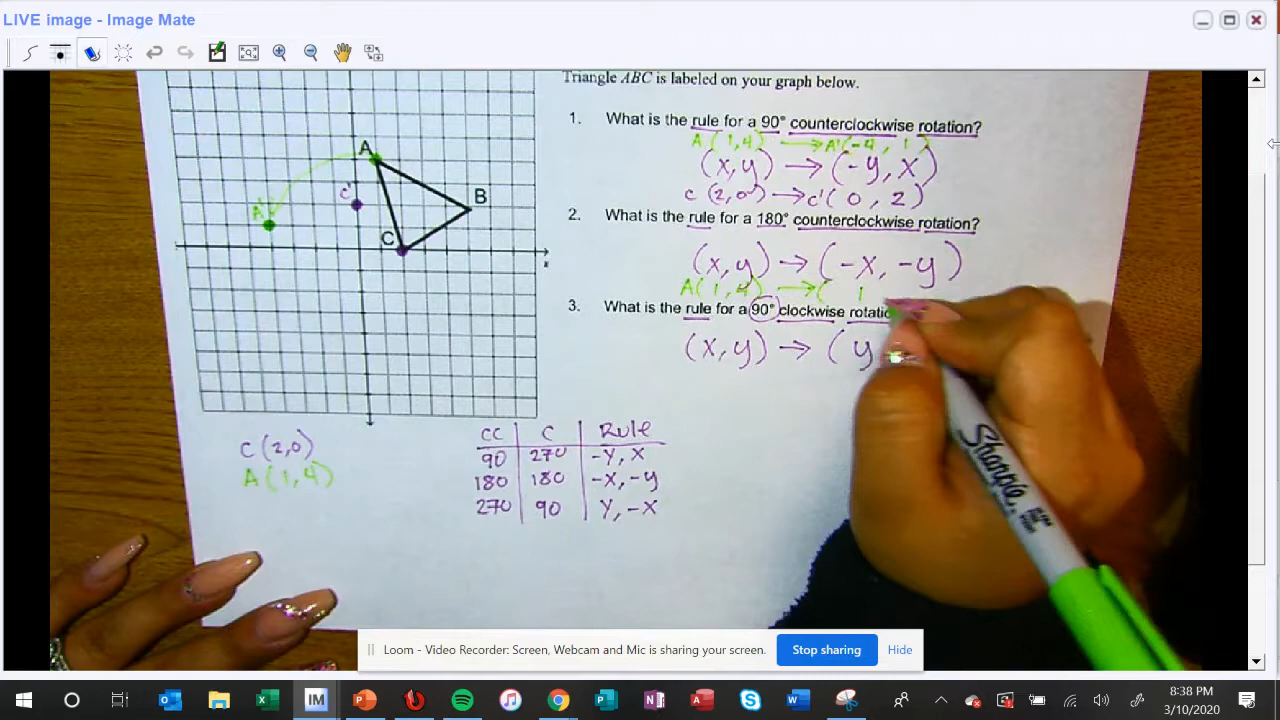 LIVE image - Image Mate
Triangle ABC is labeled on your graph below.
1. What is the rule for a 90° counterclockwise rotation?
A(1,4) → A'(-4, 1)
(x,y) → (-y, x)
C (2,0) → c'(0, 2)
2. What is the rule for a 180° counterclockwise rotation?
(x,y) → (-x, -y)
A(1,4) → ( 1
3. What is the rule for a 90° clockwise rotatio
(x,y) → (y
A
B
C
A'
c'
x
C (2,0)
A (1,4)
CC C Rule
90 270 -Y, X
180 180 -X, -y
270 90 Y, -X
Sharpie
Loom - Video Recorder: Screen, Webcam and Mic is sharing your screen. Stop sharing Hide
IM
8:38 PM
3/10/2020